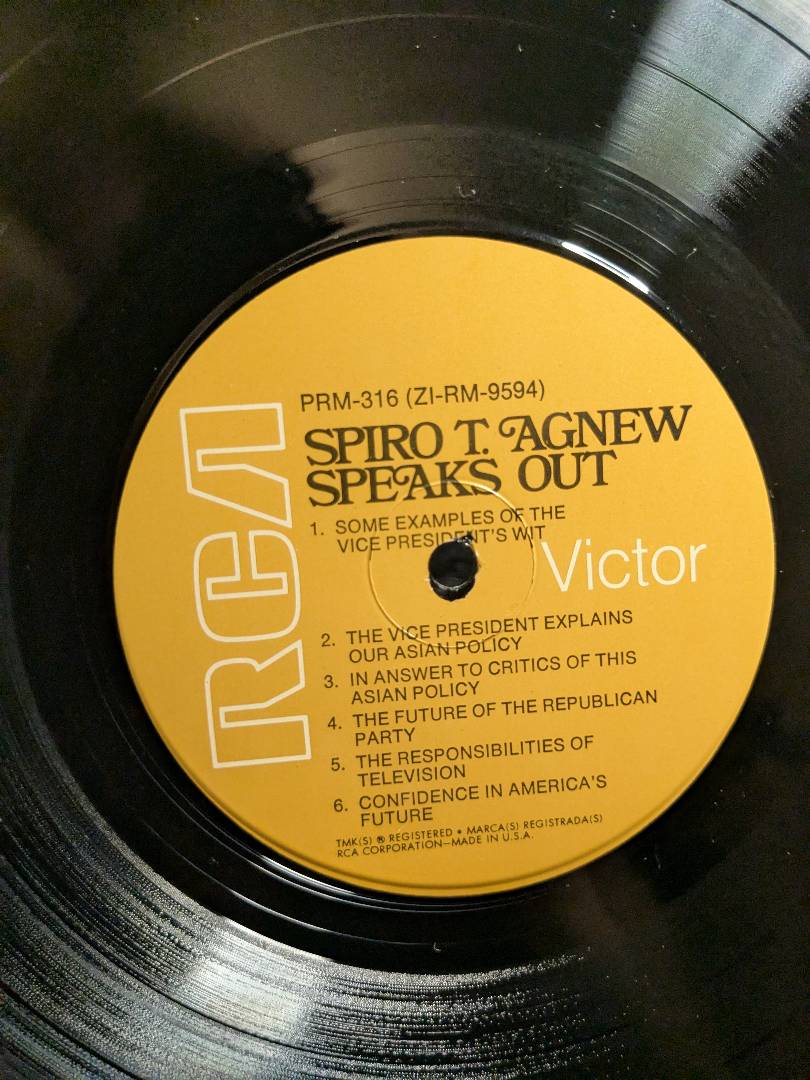 PRM-316 (ZI-RM-9594)
SPIRO T. AGNEW
SPEAKS OUT
1. SOME EXAMPLES OF THE
VICE PRESIDENT'S WIT
RCA
Victor
2. THE VICE PRESIDENT EXPLAINS
OUR ASIAN POLICY
3. IN ANSWER TO CRITICS OF THIS
ASIAN POLICY
4. THE FUTURE OF THE REPUBLICAN
PARTY
5. THE RESPONSIBILITIES OF
TELEVISION
6. CONFIDENCE IN AMERICA'S
FUTURE
TMK(S) ® REGISTERED • MARCA(S) REGISTRADA(S)
RCA CORPORATION—MADE IN U.S.A.